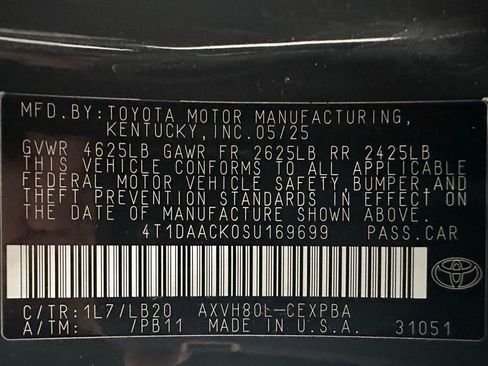 MFD.BY:TOYOTA MOTOR MANUFACTURING,
KENTUCKY,INC.05/25
GVWR 4625LB GAWR FR 2625LB RR 2425LB
THIS VEHICLE CONFORMS TO ALL APPLICABLE
FEDERAL MOTOR VEHICLE SAFETY,BUMPER,AND
THEFT PREVENTION STANDARDS IN EFFECT ON
THE DATE OF MANUFACTURE SHOWN ABOVE.
4T1DAACK0SU169699 PASS.CAR
C/TR:1L7/LB20 AXVH80L-CEXPBA
A/TM: /PB11 MADE IN U.S.A. 31051